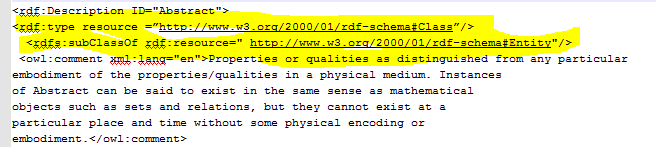 <rdf:Description ID="Abstract">
<rdf:type resource =”http://www.w3.org/2000/01/rdf-schema#Class”/>
<rdfs:subClassOf rdf:resource=" http://www.w3.org/2000/01/rdf-schema#Entity"/>
<owl:comment xml:lang="en">Properties or qualities as distinguished from any particular
embodiment of the properties/qualities in a physical medium. Instances
of Abstract can be said to exist in the same sense as mathematical
objects such as sets and relations, but they cannot exist at a
particular place and time without some physical encoding or
embodiment.</owl:comment>